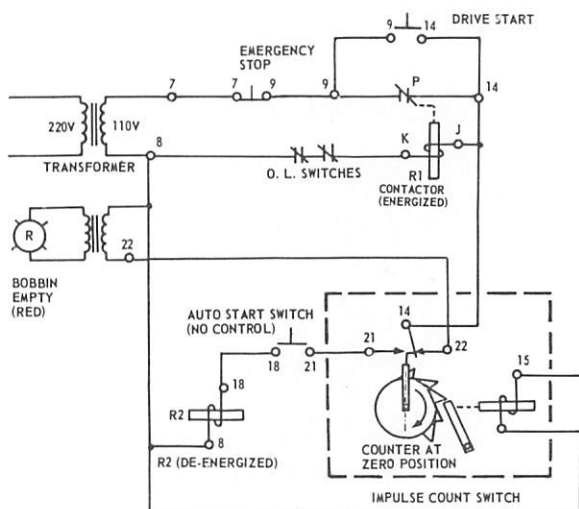 DRIVE START
9 14
EMERGENCY
STOP
7 7 9 9 P 14
220V 110V
8 K J
TRANSFORMER
O. L. SWITCHES
R1
CONTACTOR
(ENERGIZED)
R
22
BOBBIN
EMPTY
(RED)
AUTO START SWITCH
(NO CONTROL)
14
21 22
18 21
15
18
R2
8
R2 (DE-ENERGIZED)
COUNTER AT
ZERO POSITION
IMPULSE COUNT SWITCH